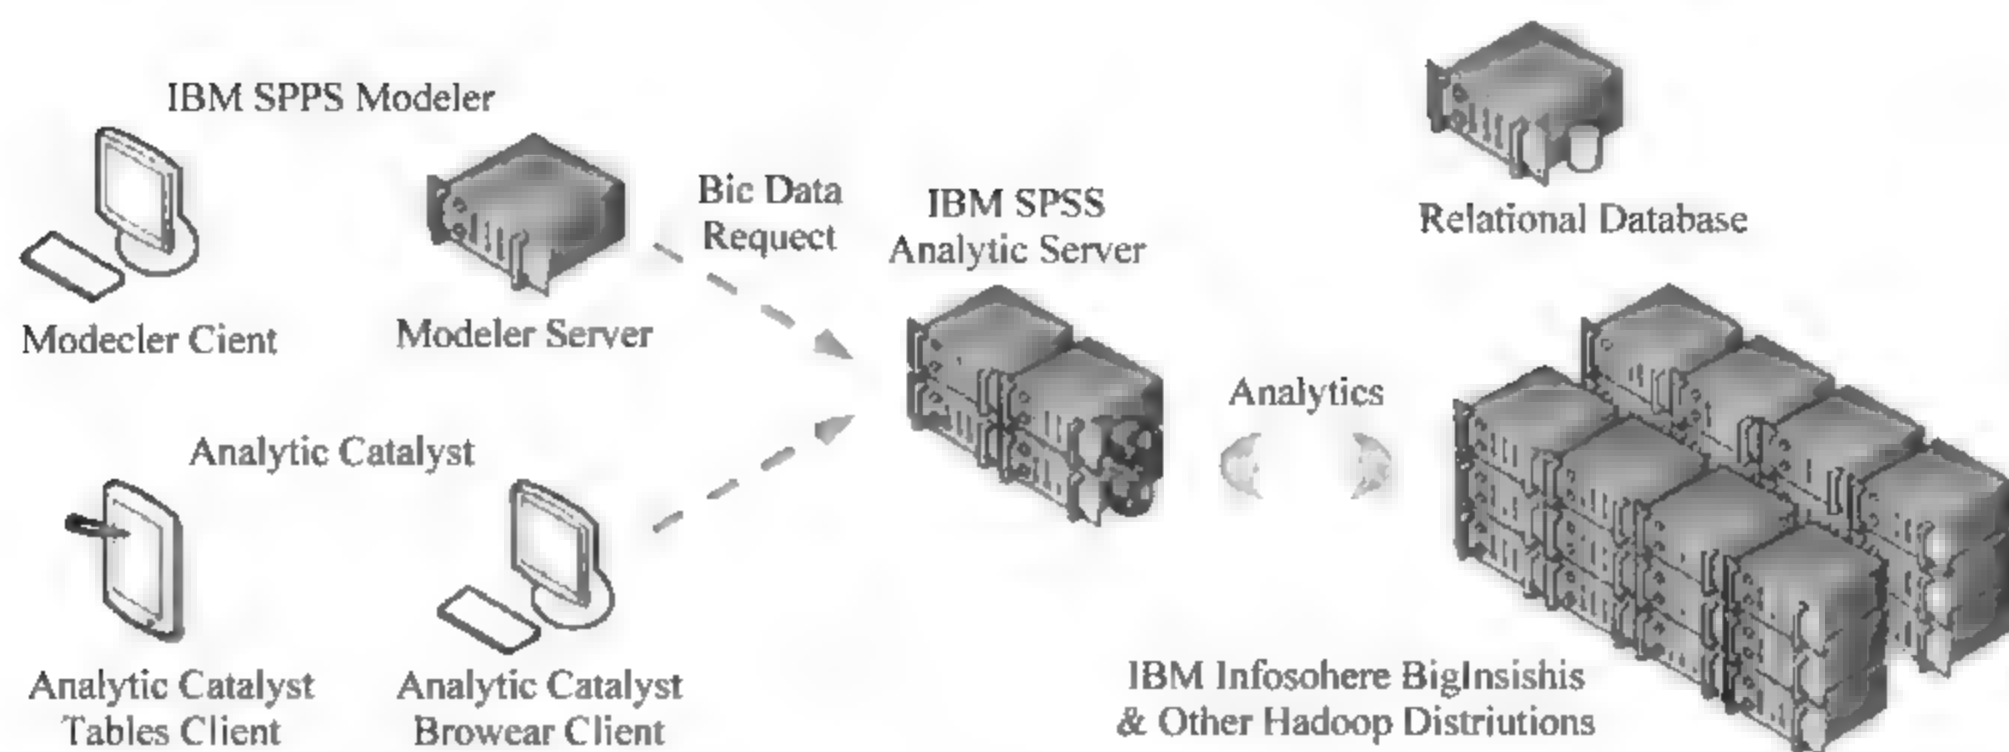 IBM SPPS Modeler
Modecler Cient
Modeler Server
Bic Data
Requect
IBM SPSS
Analytic Server
Relational Database
Analytics
Analytic Catalyst
Analytic Catalyst
Tables Client
Analytic Catalyst
Browear Client
IBM Infosohere BigInsishis
& Other Hadoop Distriutions